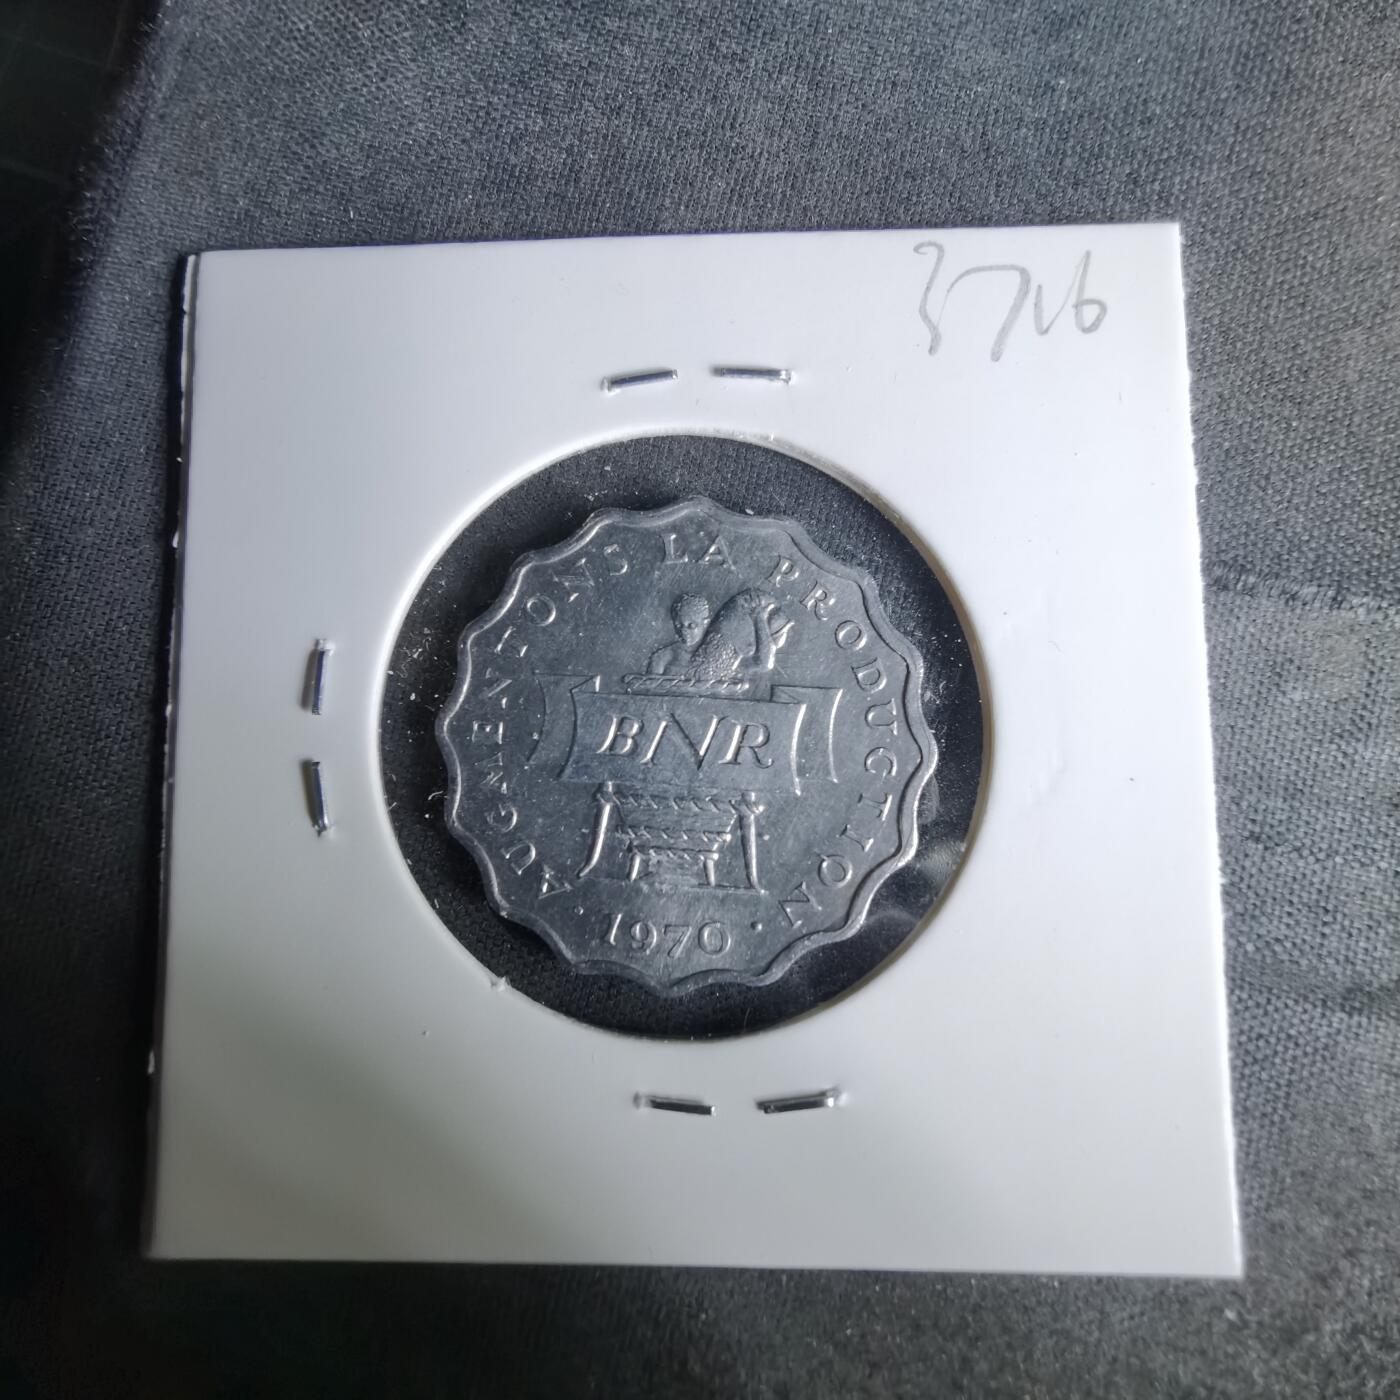 AUGMENTONS LA PRODUCTION
BNR
· 1970 ·